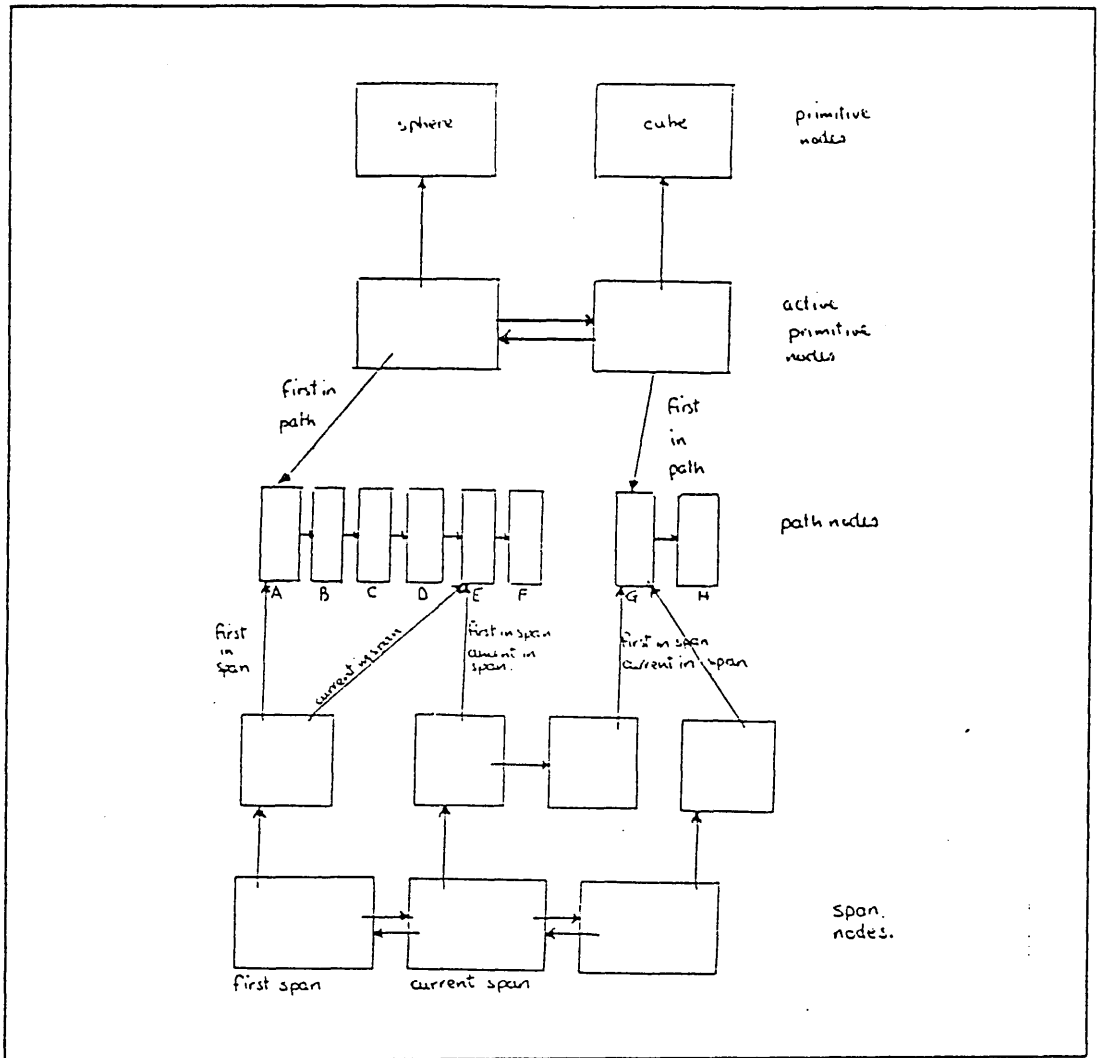 sphere
cube
primitive
nodes
active
primitive
nodes
first in
path
first
in
path
path nodes
A B C D E F G H
first
in
span
current in span
first in span
current in
span.
first in span
current in span
span.
nodes.
first span
current span